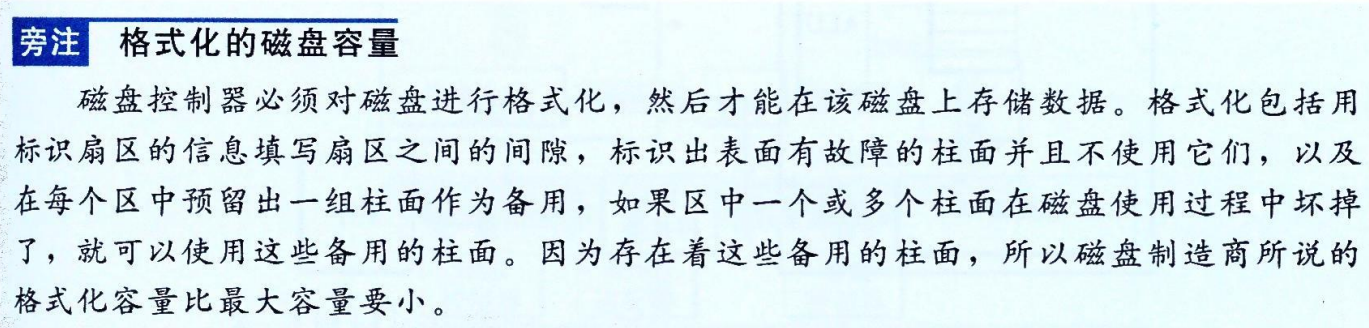 旁注 格式化的磁盘容量
磁盘控制器必须对磁盘进行格式化，然后才能在该磁盘上存储数据。格式化包括用
标识扇区的信息填写扇区之间的间隙，标识出表面有故障的柱面并且不使用它们，以及
在每个区中预留出一组柱面作为备用，如果区中一个或多个柱面在磁盘使用过程中坏掉
了，就可以使用这些备用的柱面。因为存在着这些备用的柱面，所以磁盘制造商所说的
格式化容量比最大容量要小。